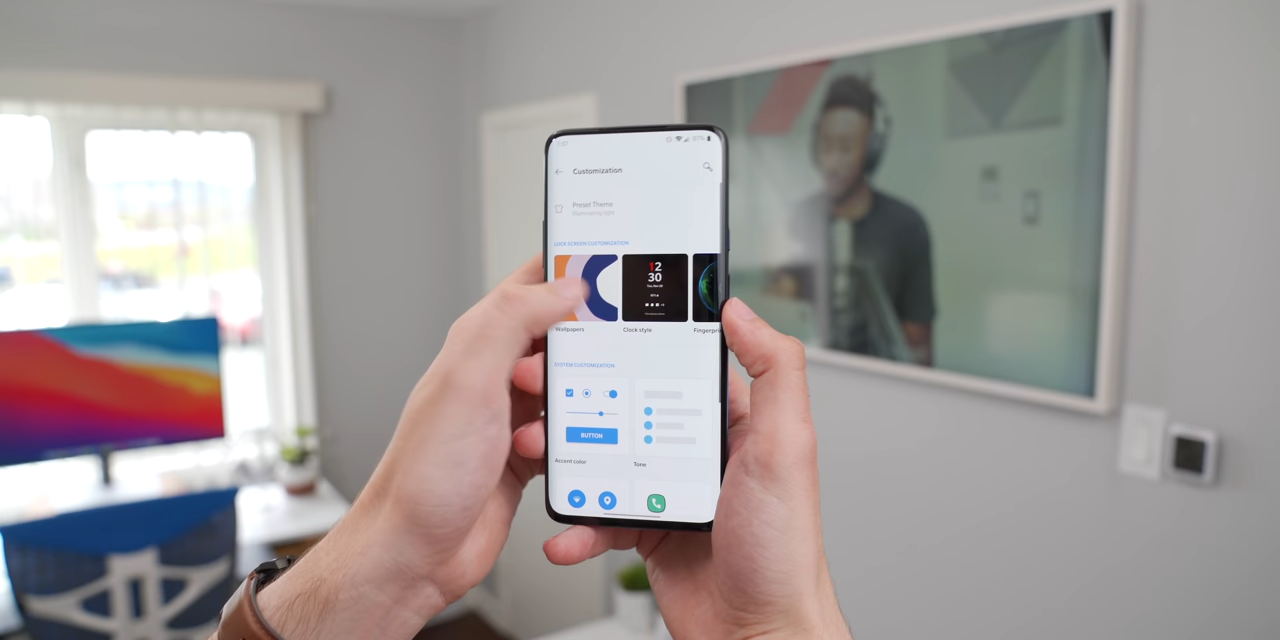 Customization
Preset Theme
LOCK SCREEN CUSTOMIZATION
12
30
Wallpapers
Clock style
SYSTEM CUSTOMIZATION
BUTTON
Accent color
Tone